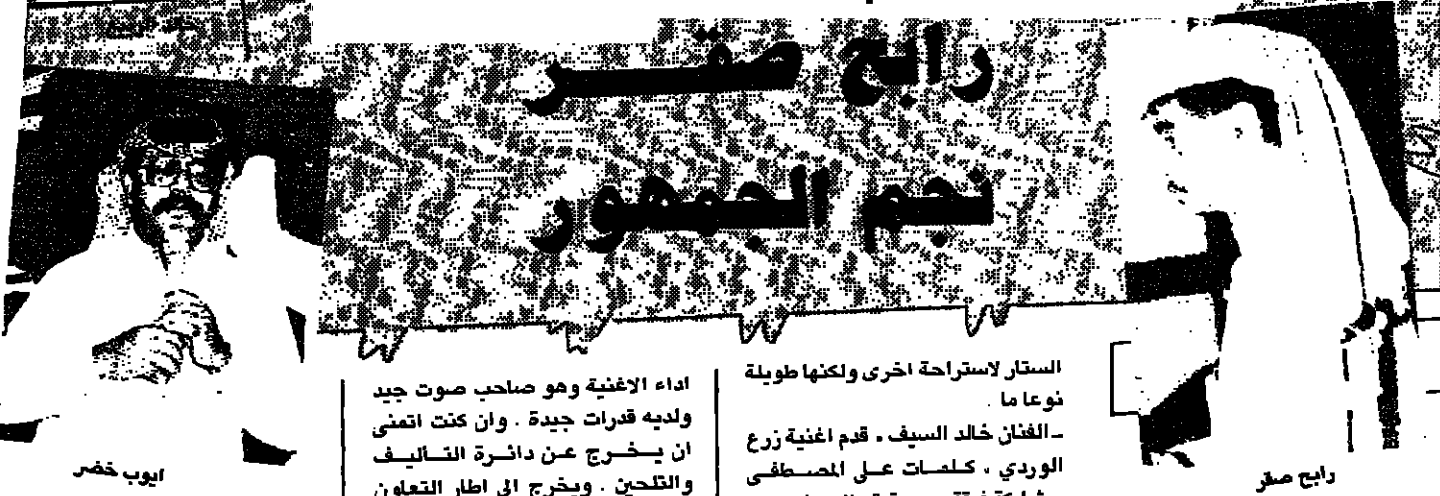 رابح صقر
نجم الجمهور
الستار لاستراحة اخرى ولكنها طويلة
نوعا ما .
ـ الفنان خالد السيف ، قدم اغنية زرع
الوردي ، كلمات على المصطفى
اداء الاغنية وهو صاحب صوت جيد
ولديه قدرات جيدة . وان كنت اتمنى
ان يخرج عن دائرة التأليف
والتلحين . ويخرج الى اطار التعاون
رابح صقر
ايوب خضر